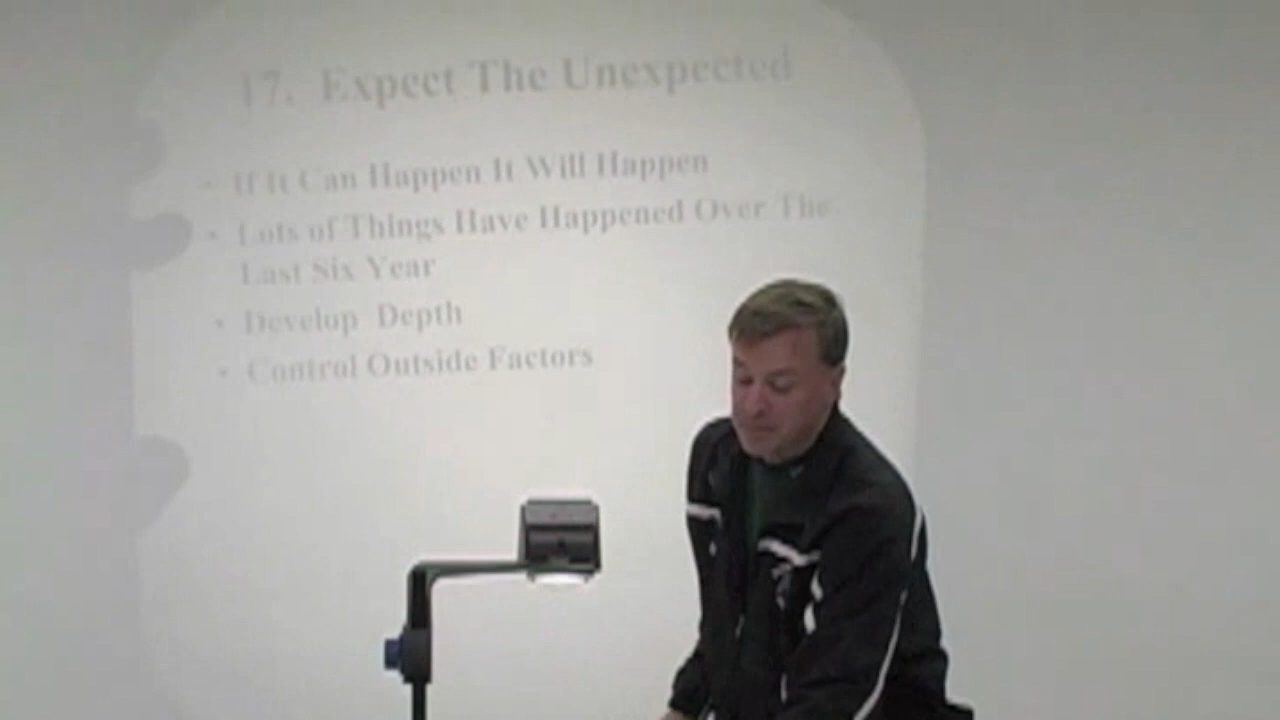 17. Expect The Unexpected
• If It Can Happen It Will Happen
• Lots of Things Have Happened Over The
Last Six Year
• Develop Depth
• Control Outside Factors